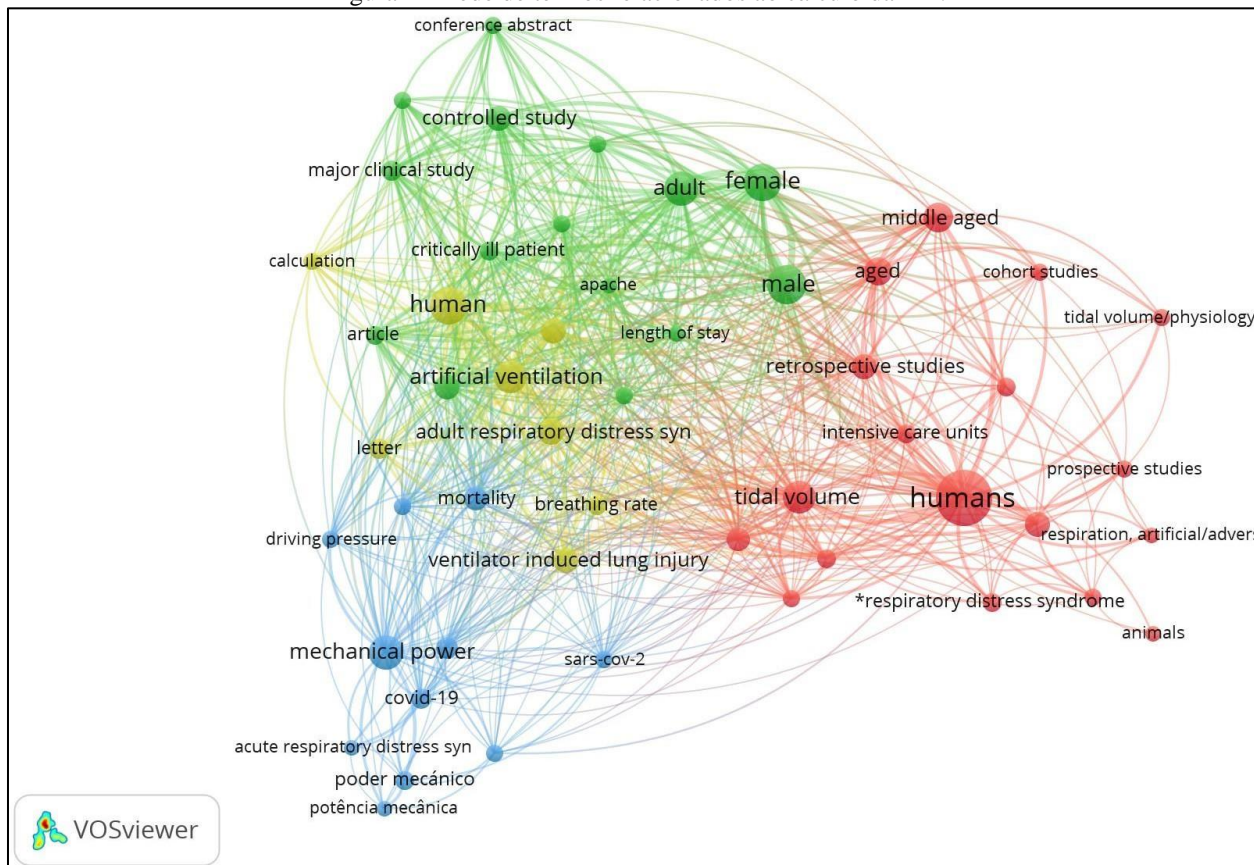 conference abstract
controlled study
major clinical study
adult
female
middle aged
critically ill patient
calculation
aged
cohort studies
apache
male
human
tidal volume/physiology
article
length of stay
retrospective studies
artificial ventilation
adult respiratory distress syn
intensive care units
letter
prospective studies
mortality
breathing rate
tidal volume
humans
driving pressure
respiration, artificial/advers
ventilator induced lung injury
*respiratory distress syndrome
animals
mechanical power
sars-cov-2
covid-19
acute respiratory distress syn
poder mecánico
potência mecânica
VOSviewer